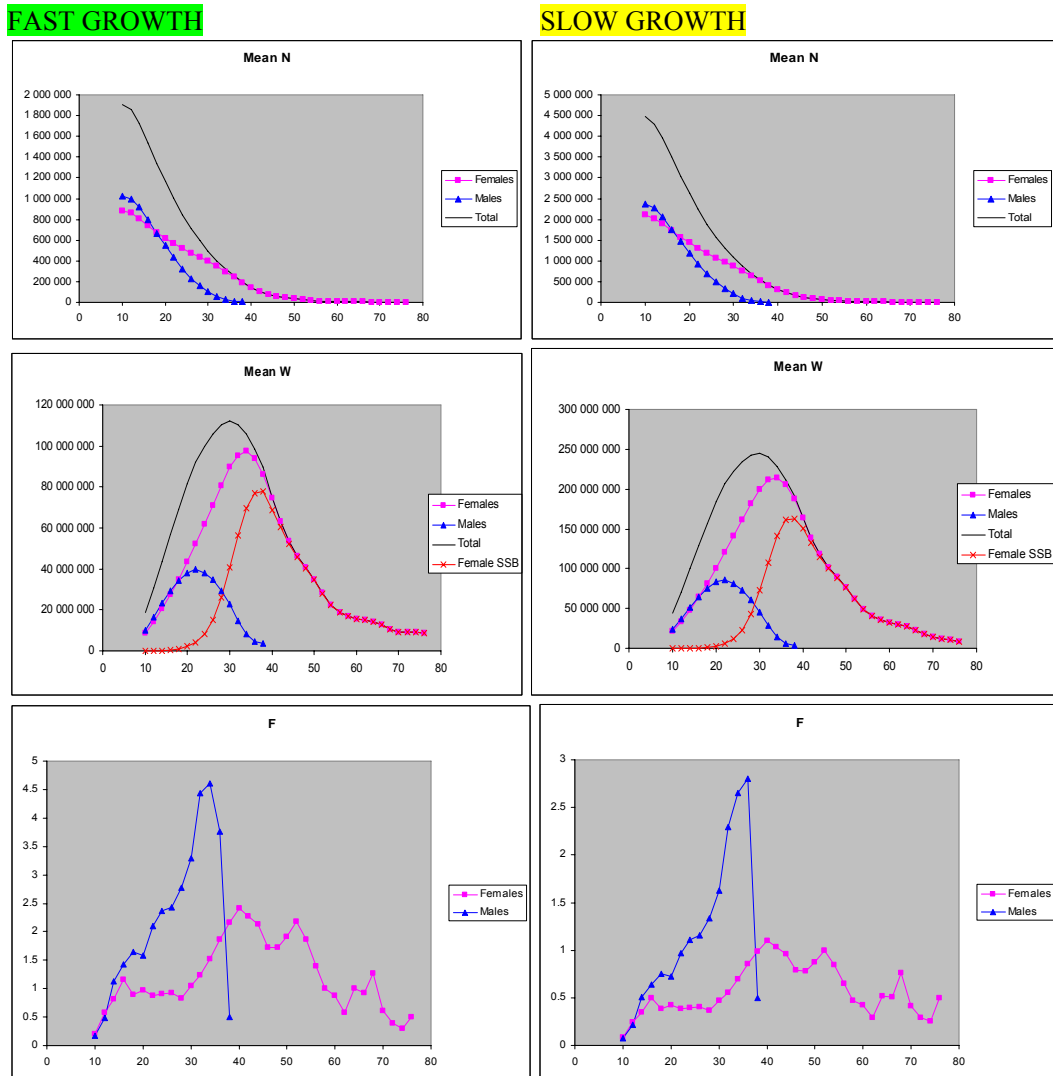 FAST GROWTH
SLOW GROWTH
Mean N
2 000 000
1 800 000
1 600 000
1 400 000
1 200 000
1 000 000
800 000
600 000
400 000
200 000
0
0 10 20 30 40 50 60 70 80
Females
Males
Total
Mean N
5 000 000
4 500 000
4 000 000
3 500 000
3 000 000
2 500 000
2 000 000
1 500 000
1 000 000
500 000
0
0 10 20 30 40 50 60 70 80
Females
Males
Total
Mean W
120 000 000
100 000 000
80 000 000
60 000 000
40 000 000
20 000 000
0
0 10 20 30 40 50 60 70 80
Females
Males
Total
Female SSB
Mean W
300 000 000
250 000 000
200 000 000
150 000 000
100 000 000
50 000 000
0
0 10 20 30 40 50 60 70 80
Females
Males
Total
Female SSB
F
5
4.5
4
3.5
3
2.5
2
1.5
1
0.5
0
0 10 20 30 40 50 60 70 80
Females
Males
F
3
2.5
2
1.5
1
0.5
0
0 10 20 30 40 50 60 70 80
Females
Males